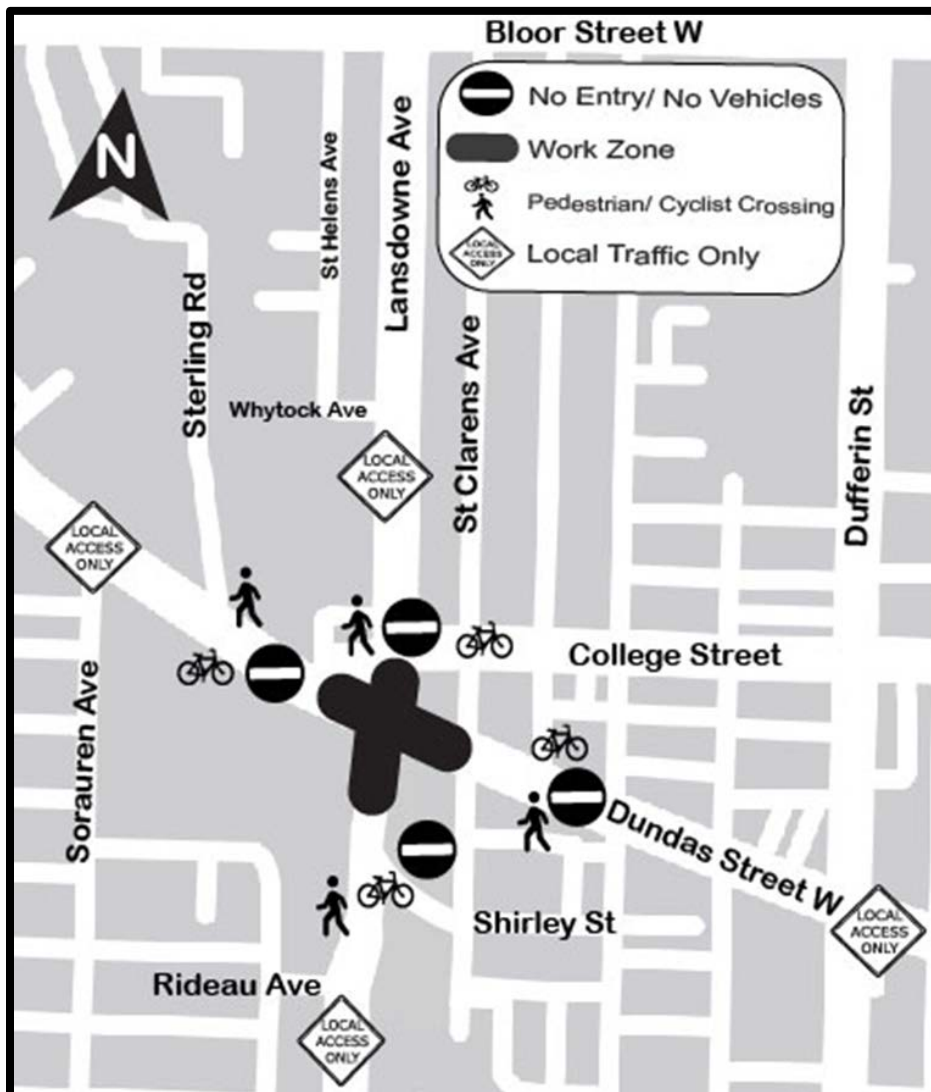 Bloor Street W
No Entry/ No Vehicles
Work Zone
Pedestrian/ Cyclist Crossing
LOCAL
ACCESS
ONLY
Local Traffic Only
N
St Helens Ave
Lansdowne Ave
Sterling Rd
St Clarens Ave
Dufferin St
Whytock Ave
LOCAL
ACCESS
ONLY
LOCAL
ACCESS
ONLY
College Street
Sorauren Ave
Dundas Street W
Shirley St
LOCAL
ACCESS
ONLY
Rideau Ave
LOCAL
ACCESS
ONLY